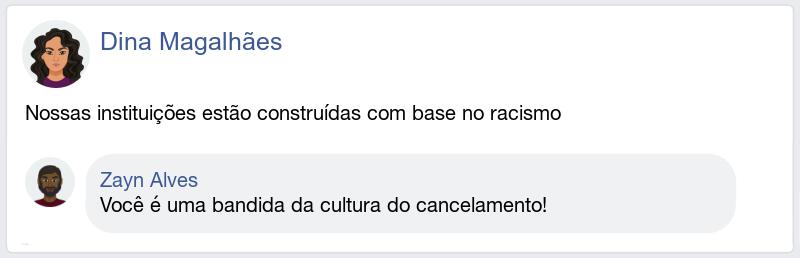 Dina Magalhães
Nossas instituições estão construídas com base no racismo
Zayn Alves
Você é uma bandida da cultura do cancelamento!